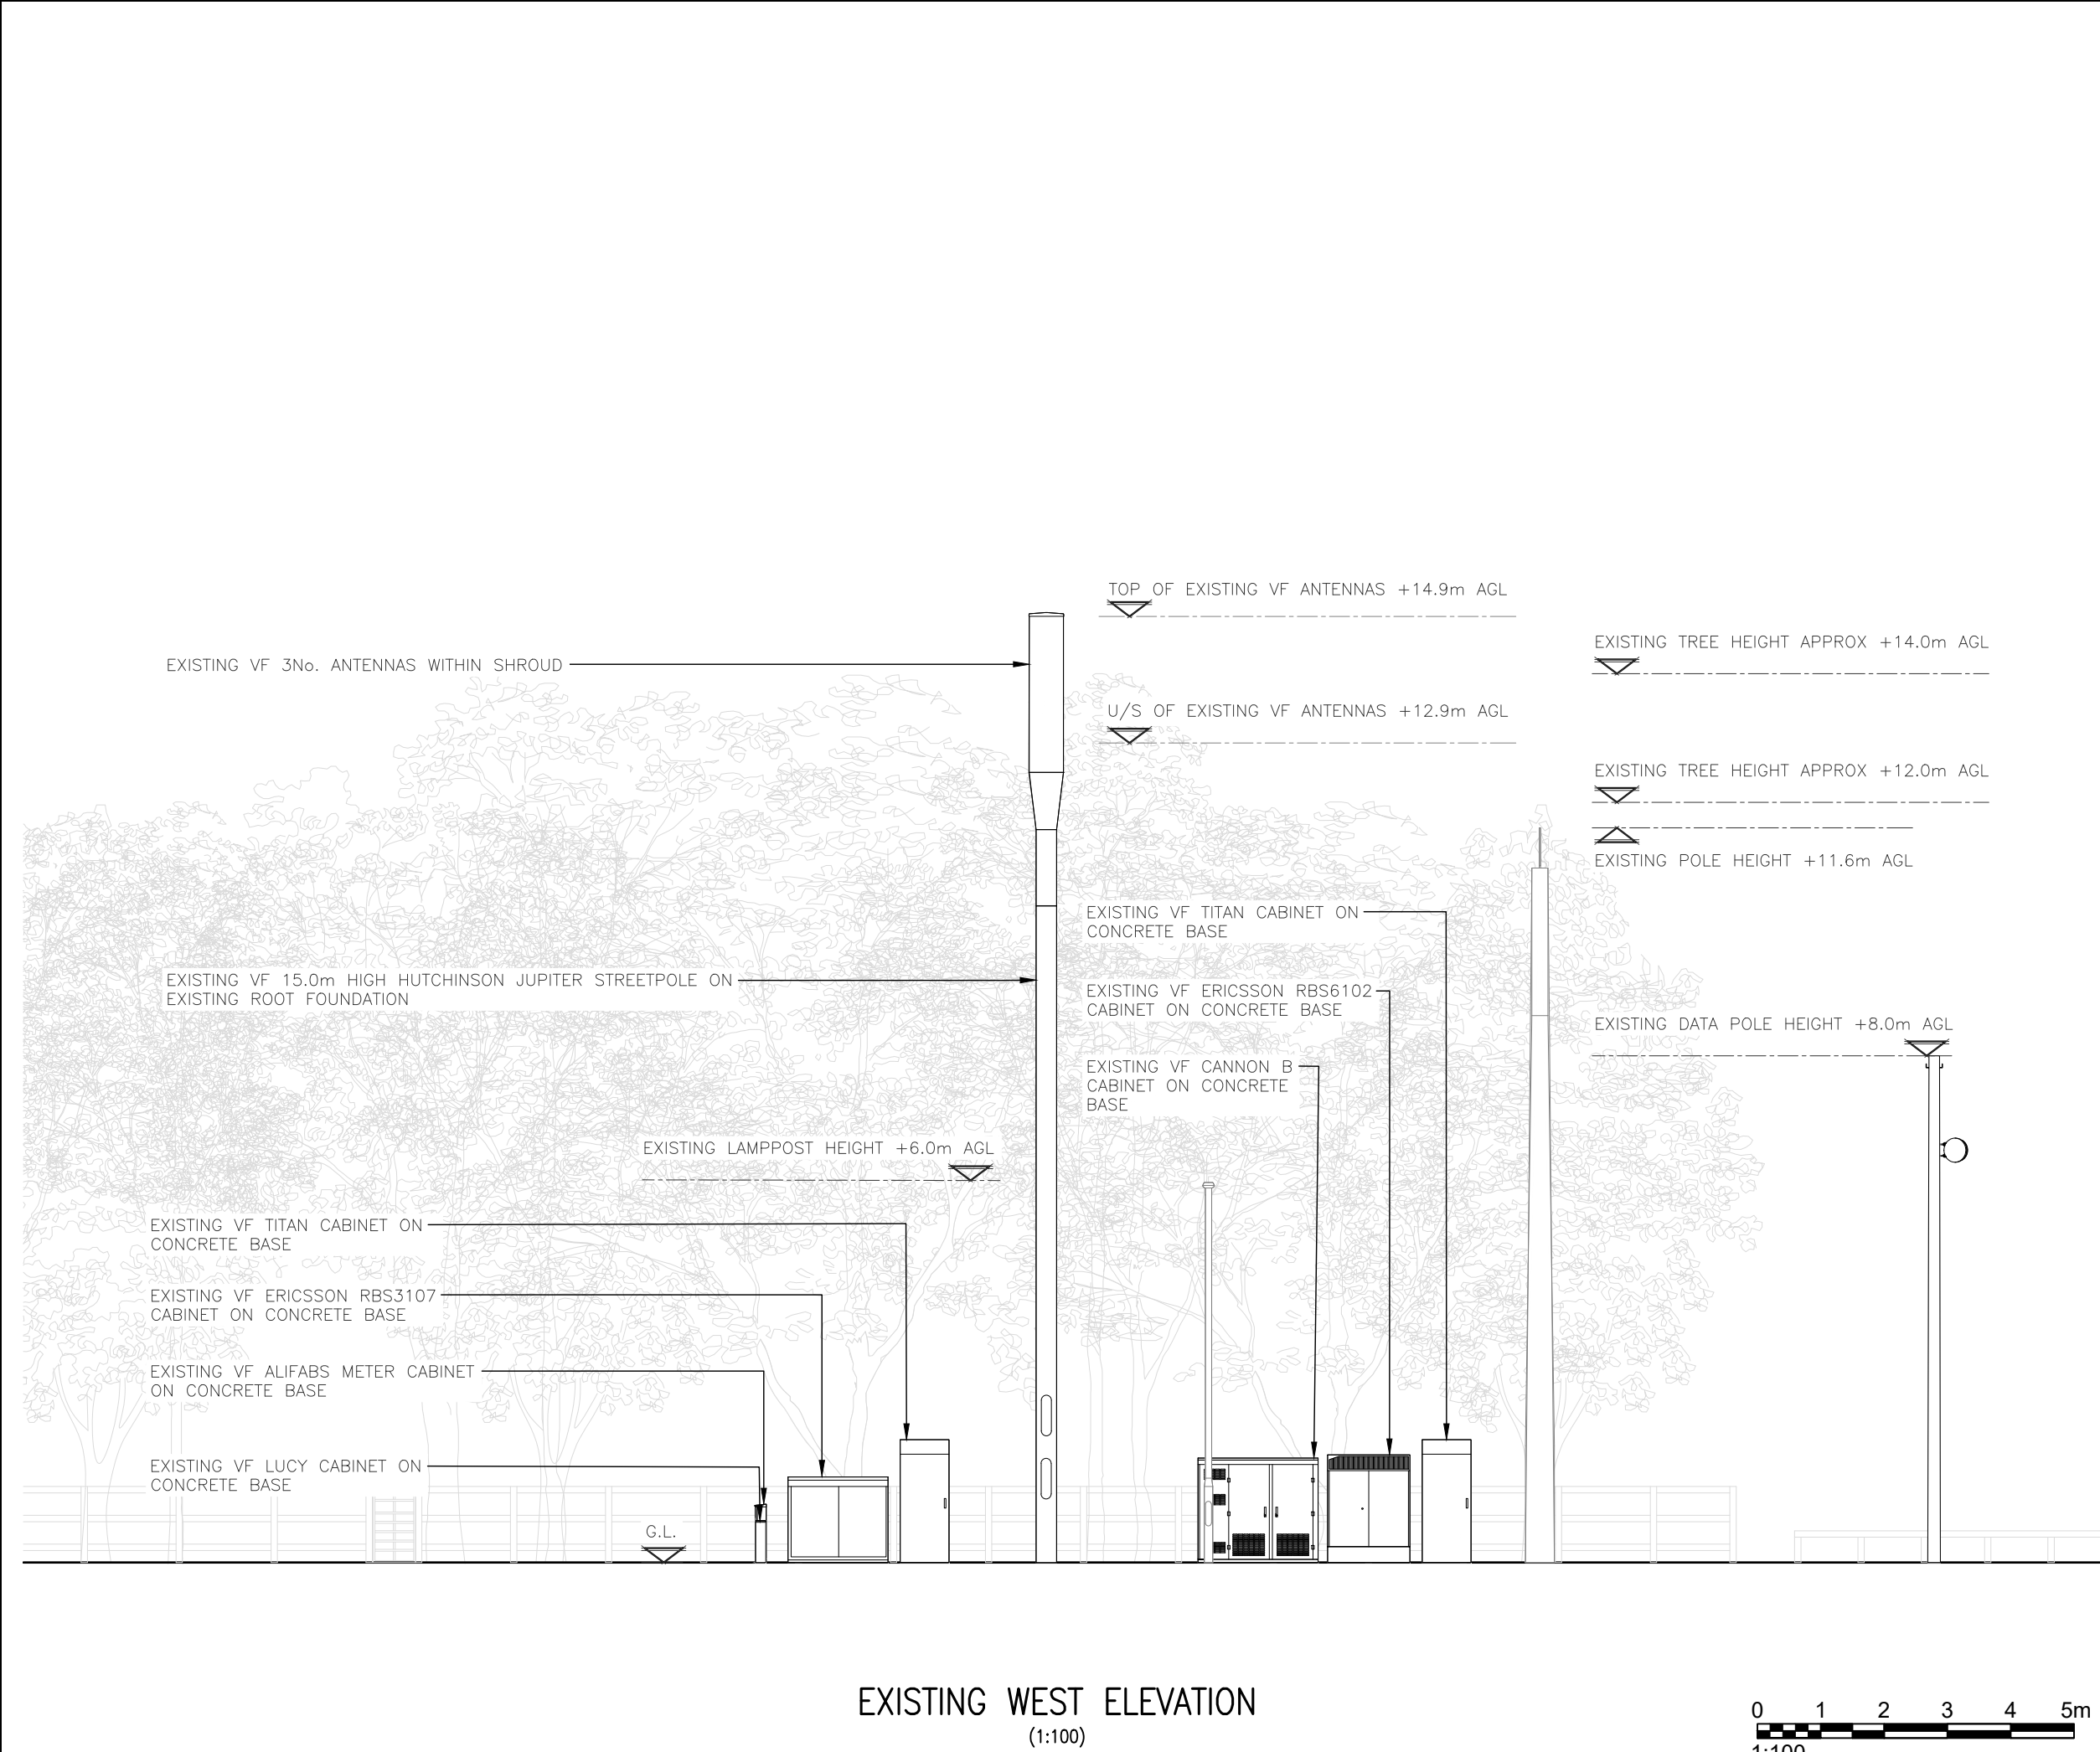 TOP OF EXISTING VF ANTENNAS +14.9m AGL
EXISTING TREE HEIGHT APPROX +14.0m AGL
EXISTING VF 3No. ANTENNAS WITHIN SHROUD
U/S OF EXISTING VF ANTENNAS +12.9m AGL
EXISTING TREE HEIGHT APPROX +12.0m AGL
EXISTING POLE HEIGHT +11.6m AGL
EXISTING VF TITAN CABINET ON
CONCRETE BASE
EXISTING VF 15.0m HIGH HUTCHINSON JUPITER STREETPOLE ON
EXISTING ROOT FOUNDATION
EXISTING VF ERICSSON RBS6102
CABINET ON CONCRETE BASE
EXISTING DATA POLE HEIGHT +8.0m AGL
EXISTING VF CANNON B
CABINET ON CONCRETE
BASE
EXISTING LAMPPOST HEIGHT +6.0m AGL
EXISTING VF TITAN CABINET ON
CONCRETE BASE
EXISTING VF ERICSSON RBS3107
CABINET ON CONCRETE BASE
EXISTING VF ALIFABS METER CABINET
ON CONCRETE BASE
EXISTING VF LUCY CABINET ON
CONCRETE BASE
G.L.
EXISTING WEST ELEVATION
(1:100)
0 1 2 3 4 5m
1:100